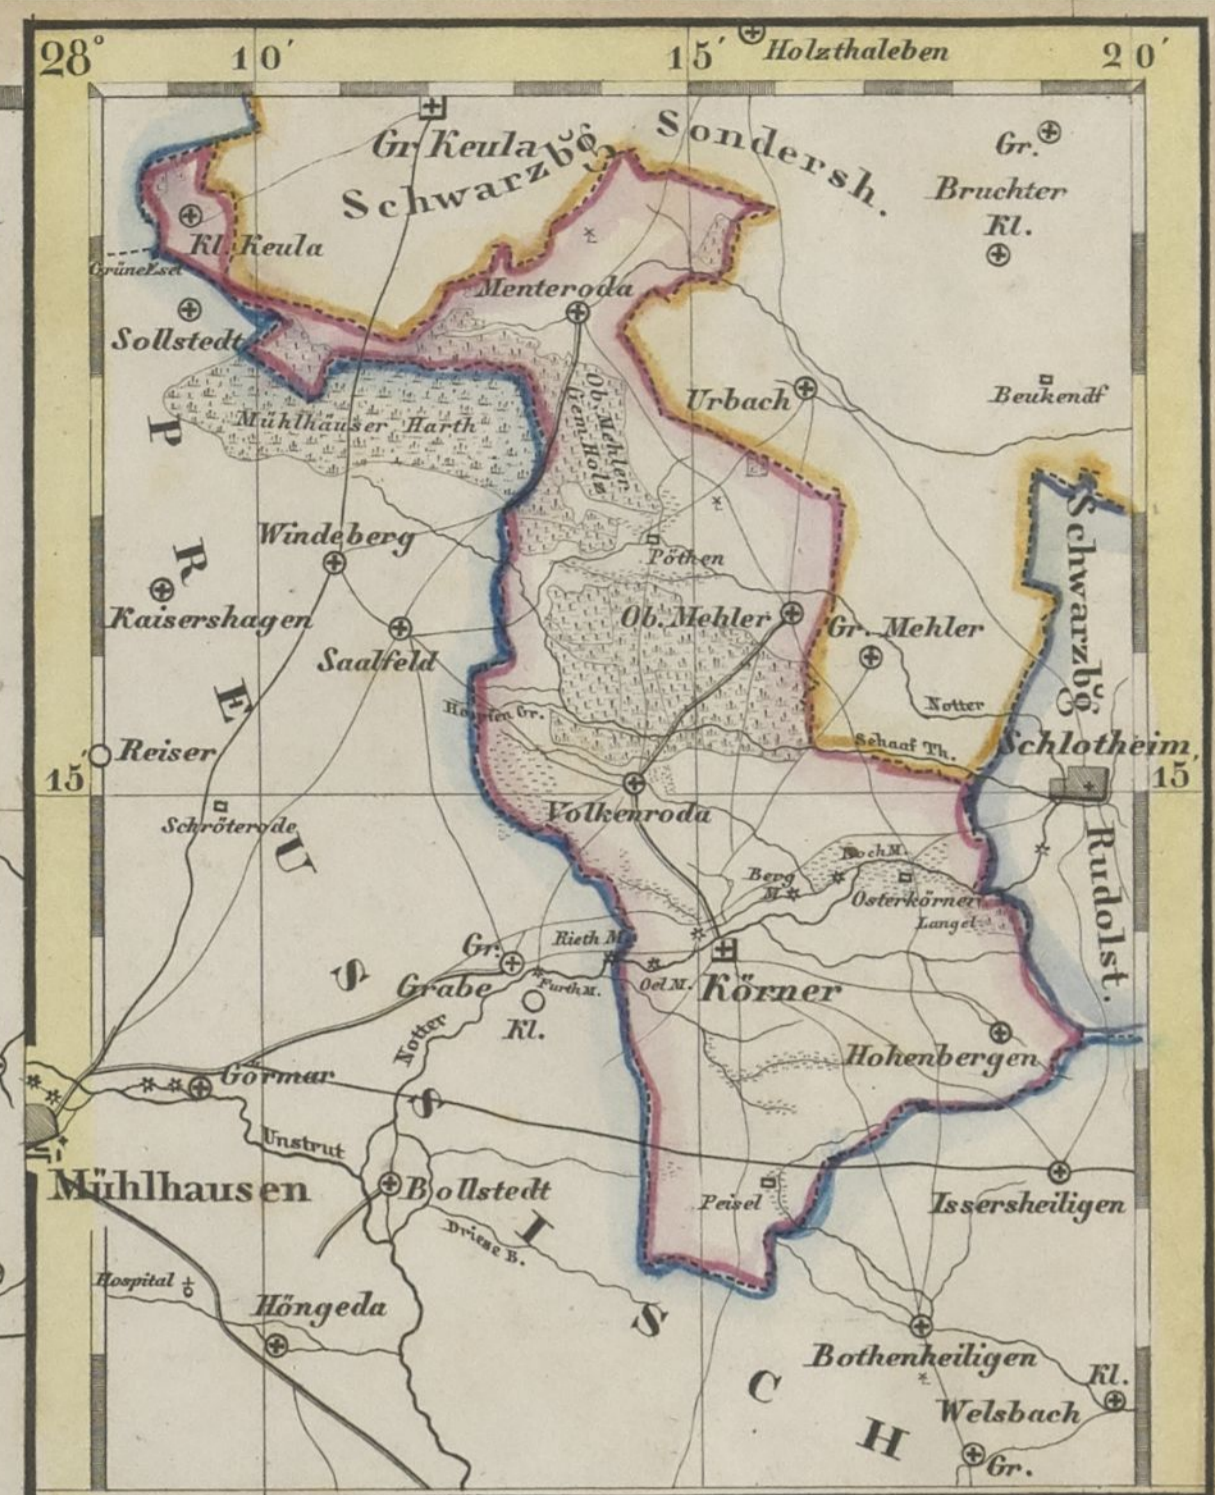 28° 10′ 15′ 20′
Holzthaleben
Gr. Keula
Schwarzbg̃ Sondersh.
Gr.
Bruchter
Kl.
Kl. Keula
Grüne Esel
Sollstedt
Menteroda
Urbach
Beukendf
Mühlhäuser Harth
Ob. Mehler
Gem. Holz
Windeberg
Pöthen
Kaisershagen
Ob. Mehler
Gr. Mehler
Saalfeld
Schwarzbg̃
Notter
Schaaf Th.
Schlotheim
Reiser
15′
15′
Schröterode
Volkenroda
Rudolst.
Berg M.
Osterkörner
Langel
Gr.
Grabe
Rieth M.
Furth M.
Oel M.
Körner
Kl.
Notter
Hohenbergen
Görmar
Unstrut
Mühlhausen
Bollstedt
Peisel
Issersheiligen
Driese B.
Hospital
Höngeda
Bothenheiligen
Kl.
Welsbach
Gr.
P R E U S S I S C H